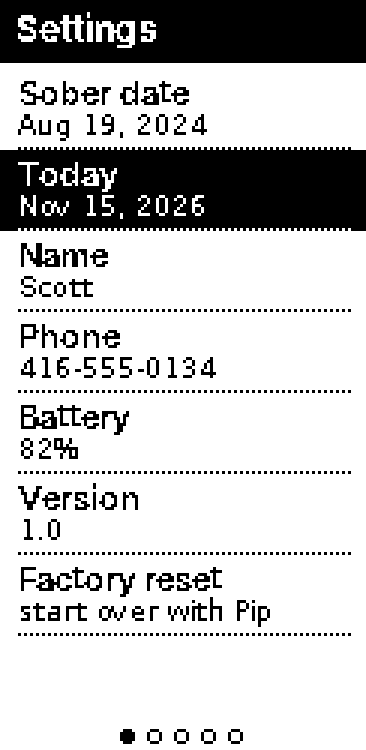 Settings
Sober date
Aug 19, 2024
Today
Nov 15, 2026
Name
Scott
Phone
416-555-0134
Battery
82%
Version
1.0
Factory reset
start over with Pip